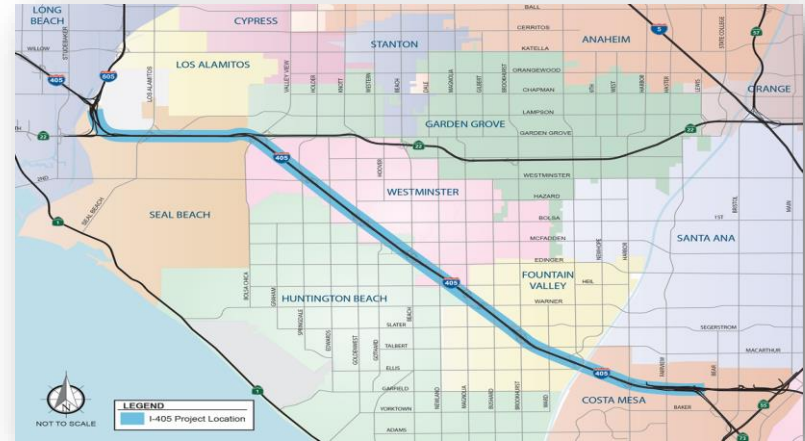 LONG
BEACH
CYPRESS
BALL
CERRITOS
5
STATE COLLEGE
57
WILLOW
STUDEBAKER
STANTON
ANAHEIM
KATELLA
405
605
LOS ALAMITOS
LOS ALAMITOS
VALLEY VIEW
HOLDER
KNOTT
WESTERN
BEACH
DALE
MAGNOLIA
GILBERT
BROOKHURST
ORANGEWOOD
9TH
WEST
HARBOR
HASTER
LEWIS
CHAPMAN
ORANGE
LAMPSON
GARDEN GROVE
GARDEN GROVE
22
22
22
405
HOOVER
WESTMINSTER
2ND
WESTMINSTER
HAZARD
SEAL BEACH
SEAL BEACH
1
BOLSA
NEWHOPE
HARBOR
1ST
BRISTOL
MAIN
MCFADDEN
SANTA ANA
EDINGER
FOUNTAIN
VALLEY
HEIL
405
BOLSA CHICA
GRAHAM
HUNTINGTON BEACH
WARNER
SPRINGDALE
EDWARDS
GOLDENWEST
GOTHARD
BEACH
SLATER
SEGERSTROM
TALBERT
MACARTHUR
ELLIS
405
FAIRVIEW
BEAR
NEWLAND
MAGNOLIA
BUSHARD
BROOKHURST
WARD
GARFIELD
COSTA MESA
BAKER
1
YORKTOWN
55
ADAMS
73
N
NOT TO SCALE
LEGEND
I-405 Project Location